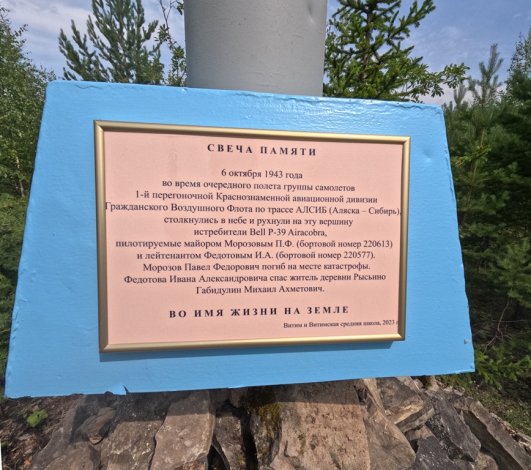 СВЕЧА ПАМЯТИ
6 октября 1943 года
во время очередного полета группы самолетов
1-й перегоночной Краснознаменной авиационной дивизии
Гражданского Воздушного Флота по трассе АЛСИБ (Аляска – Сибирь),
столкнулись в небе и рухнули на эту вершину
истребители Bell P-39 Airacobra,
пилотируемые майором Морозовым П.Ф. (бортовой номер 220613)
и лейтенантом Федотовым И.А. (бортовой номер 220577).
Морозов Павел Федорович погиб на месте катастрофы.
Федотова Ивана Александровича спас житель деревни Рысьино
Габидулин Михаил Ахметович.
ВО ИМЯ ЖИЗНИ НА ЗЕМЛЕ
Витим и Витимская средняя школа, 2023 г